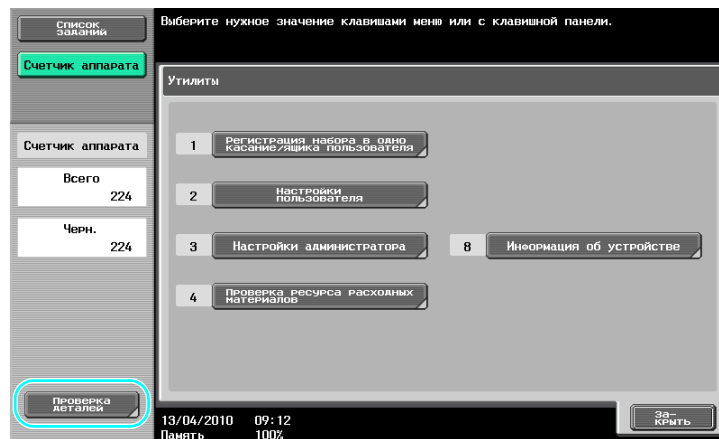 Список
заданий
Счетчик аппарата
Счетчик аппарата
Всего
224
Черн.
224
Проверка
деталей
Выберите нужное значение клавишами меню или с клавишной панели.
Утилиты
1 Регистрация набора в одно
касание/ящика пользователя
2 Настройки
пользователя
3 Настройки администратора
8 Информация об устройстве
4 Проверка ресурса расходных
материалов
13/04/2010 09:12
Память 100%
За-
крыть